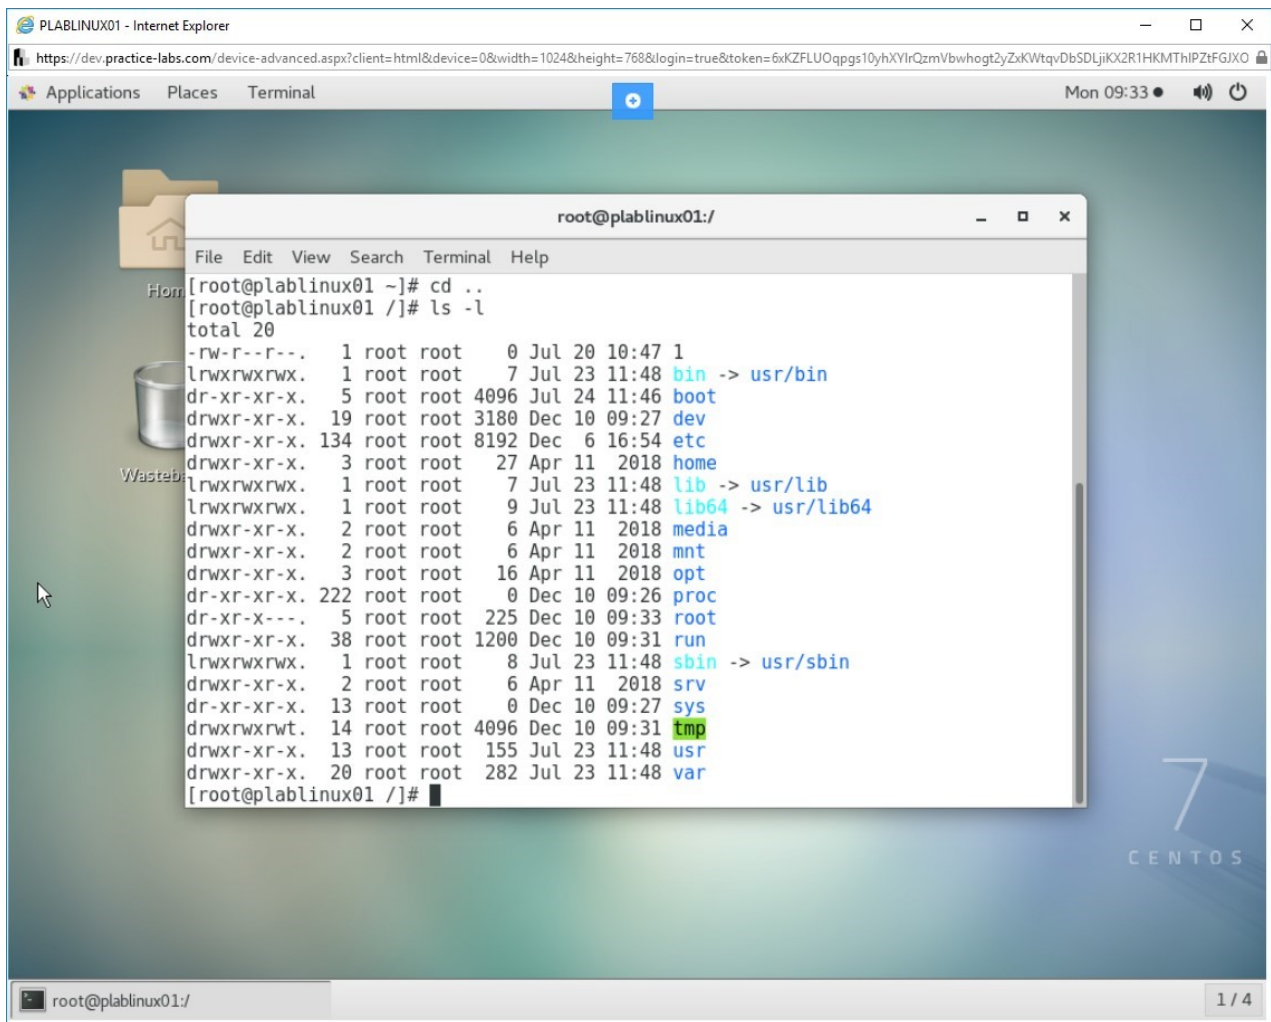 PLABLINUX01 - Internet Explorer
https://dev.practice-labs.com/device-advanced.aspx?client=html&device=0&width=1024&height=768&login=true&token=
Applications Places Terminal Mon 09:33
root@plablinux01:/
File Edit View Search Terminal Help
[root@plablinux01 ~]# cd ..
[root@plablinux01 /]# ls -l
total 20
-rw-r--r--. 1 root root 0 Jul 20 10:47 1
lrwxrwxrwx. 1 root root 7 Jul 23 11:48 bin -> usr/bin
dr-xr-xr-x. 5 root root 4096 Jul 24 11:46 boot
drwxr-xr-x. 19 root root 3180 Dec 10 09:27 dev
drwxr-xr-x. 134 root root 8192 Dec 6 16:54 etc
drwxr-xr-x. 3 root root 27 Apr 11 2018 home
lrwxrwxrwx. 1 root root 7 Jul 23 11:48 lib -> usr/lib
lrwxrwxrwx. 1 root root 9 Jul 23 11:48 lib64 -> usr/lib64
drwxr-xr-x. 2 root root 6 Apr 11 2018 media
drwxr-xr-x. 2 root root 6 Apr 11 2018 mnt
drwxr-xr-x. 3 root root 16 Apr 11 2018 opt
dr-xr-xr-x. 222 root root 0 Dec 10 09:26 proc
dr-xr-x---. 5 root root 225 Dec 10 09:33 root
drwxr-xr-x. 38 root root 1200 Dec 10 09:31 run
lrwxrwxrwx. 1 root root 8 Jul 23 11:48 sbin -> usr/sbin
drwxr-xr-x. 2 root root 6 Apr 11 2018 srv
dr-xr-xr-x. 13 root root 0 Dec 10 09:27 sys
drwxrwxrwt. 14 root root 4096 Dec 10 09:31 tmp
drwxr-xr-x. 13 root root 155 Jul 23 11:48 usr
drwxr-xr-x. 20 root root 282 Jul 23 11:48 var
[root@plablinux01 /]#
Hom
Wasteb
7
CENTOS
root@plablinux01:/
1 / 4